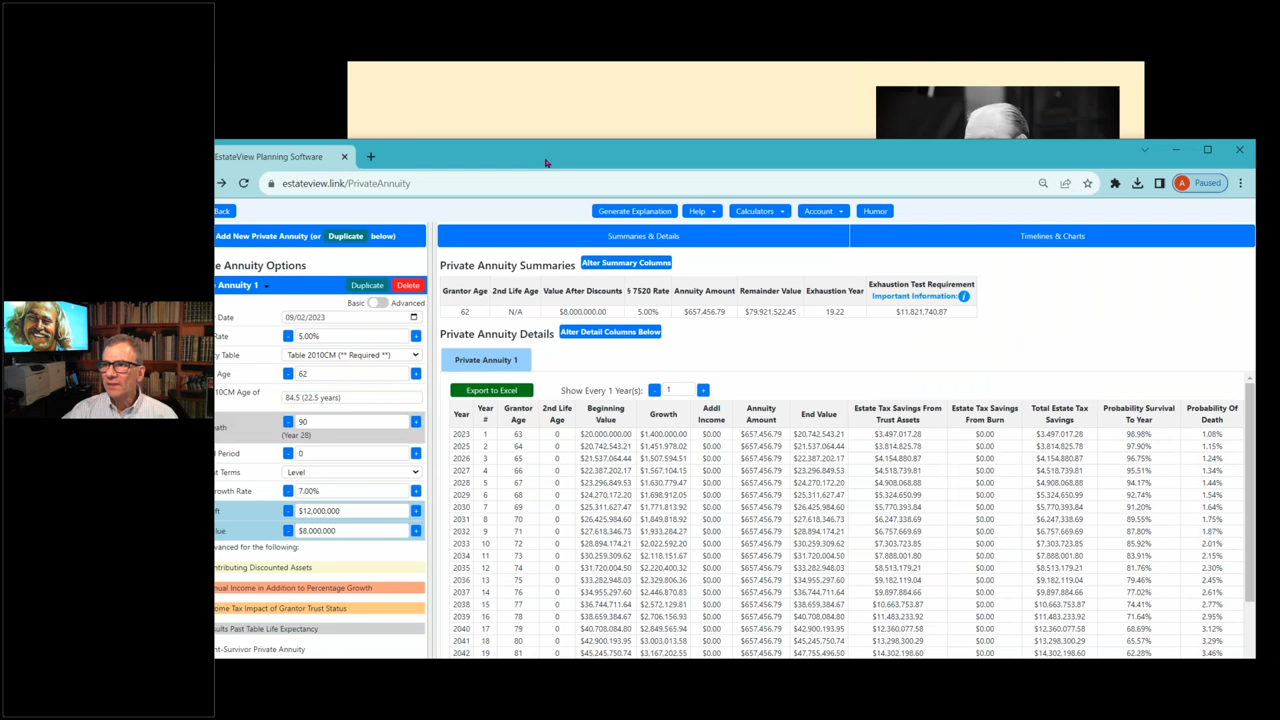 EstateView Planning Software
estateview.link/PrivateAnnuity
A Paused
Back Generate Explanation Help Calculators Account Humor
Add New Private Annuity (or Duplicate below)
Annuity Options
Annuity 1 Duplicate Delete
Basic Advanced
Date 09/02/2023
Rate - 5.00% +
Table Table 2010CM (** Required **)
Age - 62 +
10CM Age of 84.5 (22.5 years)
- 90 +
(Year 28)
Period - 0 +
Terms Level
Growth Rate - 7.00% +
- $12,000,000 +
- $8,000,000 +
for the following:
Discounted Assets
Income in Addition to Percentage Growth
Tax Impact of Grantor Trust Status
Past Table Life Expectancy
Private Annuity
Summaries & Details Timelines & Charts
Private Annuity Summaries Alter Summary Columns
Grantor Age 2nd Life Age Value After Discounts § 7520 Rate Annuity Amount Remainder Value Exhaustion Year Exhaustion Test Requirement Important Information: i
62 N/A $8,000,000.00 5.00% $657,456.79 $79,921,522.45 19.22 $11,821,740.87
Private Annuity Details Alter Detail Columns Below
Private Annuity 1
Export to Excel Show Every 1 Year(s): - 1 +
Year Year # Grantor Age 2nd Life Age Beginning Value Growth Addl Income Annuity Amount End Value Estate Tax Savings From Trust Assets Estate Tax Savings From Burn Total Estate Tax Savings Probability Survival To Year Probability Of Death
2023 1 63 0 $20,000,000.00 $1,400,000.00 $0.00 $657,456.79 $20,742,543.21 $3,497,017.28 $0.00 $3,497,017.28 98.98% 1.08%
2025 2 64 0 $20,742,543.21 $1,451,978.02 $0.00 $657,456.79 $21,537,064.44 $3,814,825.78 $0.00 $3,814,825.78 97.90% 1.15%
2026 3 65 0 $21,537,064.44 $1,507,594.51 $0.00 $657,456.79 $22,387,202.17 $4,154,880.87 $0.00 $4,154,880.87 96.75% 1.24%
2027 4 66 0 $22,387,202.17 $1,567,104.15 $0.00 $657,456.79 $23,296,849.53 $4,518,739.81 $0.00 $4,518,739.81 95.51% 1.34%
2028 5 67 0 $23,296,849.53 $1,630,779.47 $0.00 $657,456.79 $24,270,172.20 $4,908,068.88 $0.00 $4,908,068.88 94.17% 1.44%
2029 6 68 0 $24,270,172.20 $1,698,912.05 $0.00 $657,456.79 $25,311,627.47 $5,324,650.99 $0.00 $5,324,650.99 92.74% 1.54%
2030 7 69 0 $25,311,627.47 $1,771,813.92 $0.00 $657,456.79 $26,425,984.60 $5,770,393.84 $0.00 $5,770,393.84 91.20% 1.64%
2031 8 70 0 $26,425,984.60 $1,849,818.92 $0.00 $657,456.79 $27,618,346.73 $6,247,338.69 $0.00 $6,247,338.69 89.55% 1.75%
2032 9 71 0 $27,618,346.73 $1,933,284.27 $0.00 $657,456.79 $28,894,174.21 $6,757,669.69 $0.00 $6,757,669.69 87.80% 1.87%
2033 10 72 0 $28,894,174.21 $2,022,592.20 $0.00 $657,456.79 $30,259,309.62 $7,303,723.85 $0.00 $7,303,723.85 85.92% 2.01%
2034 11 73 0 $30,259,309.62 $2,118,151.67 $0.00 $657,456.79 $31,720,004.50 $7,888,001.80 $0.00 $7,888,001.80 83.91% 2.15%
2035 12 74 0 $31,720,004.50 $2,220,400.32 $0.00 $657,456.79 $33,282,948.03 $8,513,179.21 $0.00 $8,513,179.21 81.76% 2.30%
2036 13 75 0 $33,282,948.03 $2,329,806.36 $0.00 $657,456.79 $34,955,297.60 $9,182,119.04 $0.00 $9,182,119.04 79.46% 2.45%
2037 14 76 0 $34,955,297.60 $2,446,870.83 $0.00 $657,456.79 $36,744,711.64 $9,897,884.66 $0.00 $9,897,884.66 77.02% 2.61%
2038 15 77 0 $36,744,711.64 $2,572,129.81 $0.00 $657,456.79 $38,659,384.67 $10,663,753.87 $0.00 $10,663,753.87 74.41% 2.77%
2039 16 78 0 $38,659,384.67 $2,706,156.93 $0.00 $657,456.79 $40,708,084.80 $11,483,233.92 $0.00 $11,483,233.92 71.64% 2.95%
2040 17 79 0 $40,708,084.80 $2,849,565.94 $0.00 $657,456.79 $42,900,193.95 $12,360,077.58 $0.00 $12,360,077.58 68.69% 3.12%
2041 18 80 0 $42,900,193.95 $3,003,013.58 $0.00 $657,456.79 $45,245,750.74 $13,298,300.29 $0.00 $13,298,300.29 65.57% 3.29%
2042 19 81 0 $45,245,750.74 $3,167,202.55 $0.00 $657,456.79 $47,755,496.50 $14,302,198.60 $0.00 $14,302,198.60 62.28% 3.46%